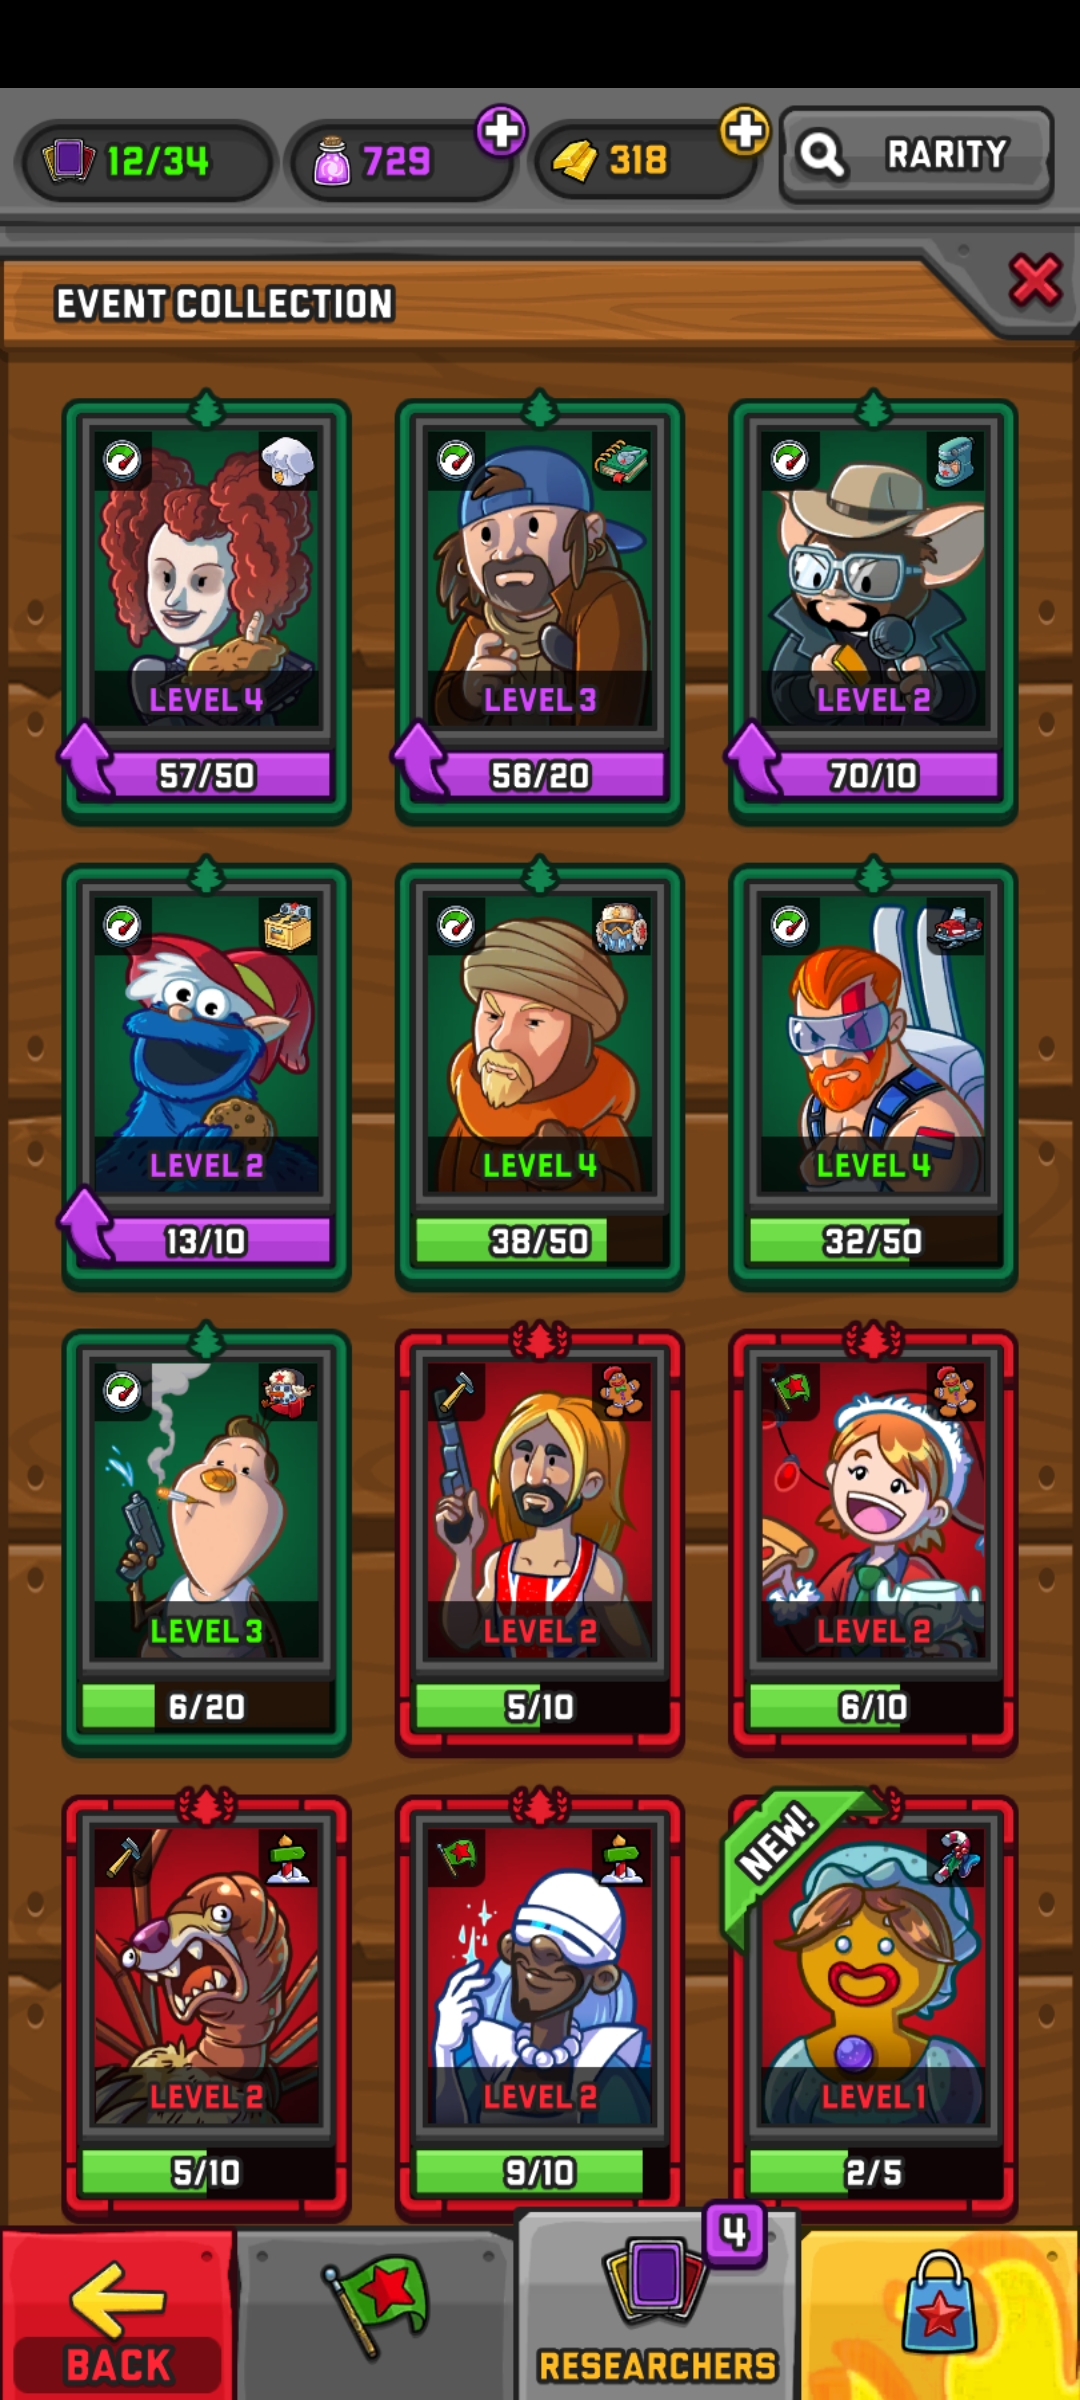 12/34 729 318 RARITY
EVENT COLLECTION
LEVEL 4 LEVEL 3 LEVEL 2
57/50 56/20 70/10
LEVEL 2 LEVEL 4 LEVEL 4
13/10 38/50 32/50
LEVEL 3 LEVEL 2 LEVEL 2
6/20 5/10 6/10
NEW!
LEVEL 2 LEVEL 2 LEVEL 1
5/10 9/10 2/5
4
BACK RESEARCHERS